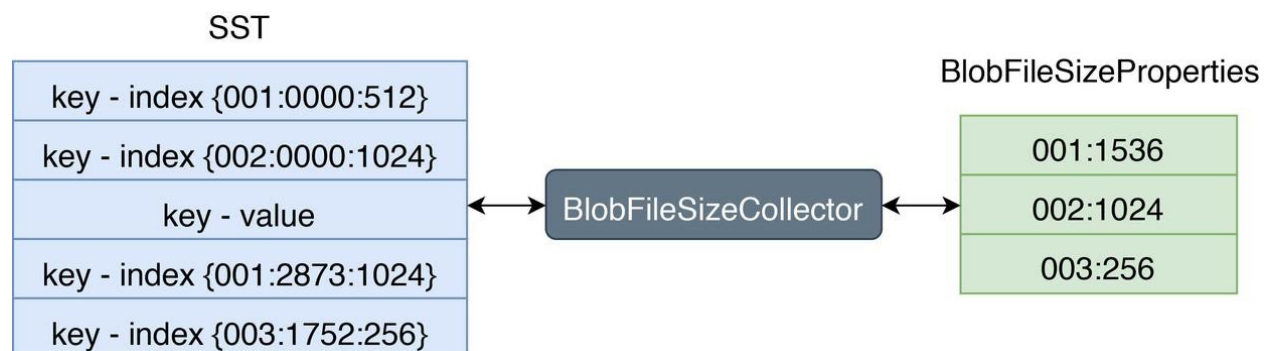 SST
key - index {001:0000:512}
key - index {002:0000:1024}
key - value
key - index {001:2873:1024}
key - index {003:1752:256}
BlobFileSizeCollector
BlobFileSizeProperties
001:1536
002:1024
003:256